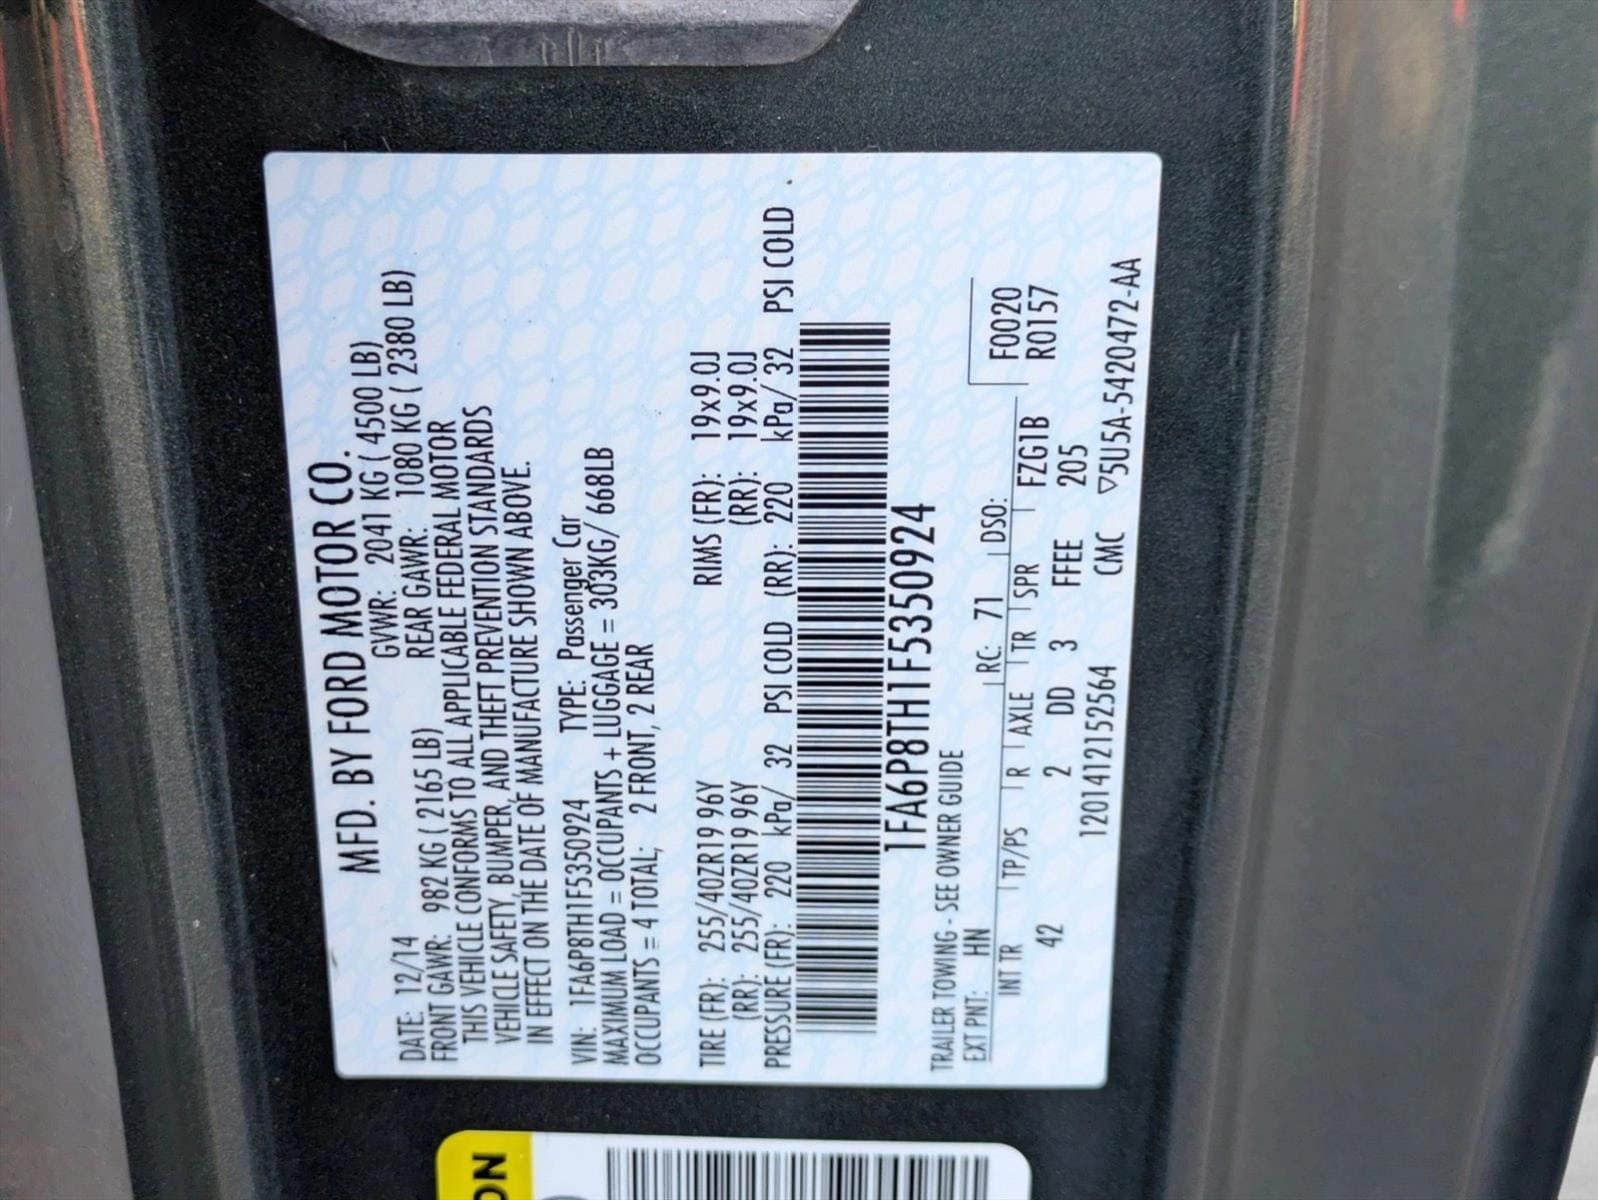 MFD. BY FORD MOTOR CO.
DATE: 12/14 GVWR: 2041 KG ( 4500 LB)
FRONT GAWR: 982 KG ( 2165 LB) REAR GAWR: 1080 KG ( 2380 LB)
THIS VEHICLE CONFORMS TO ALL APPLICABLE FEDERAL MOTOR
VEHICLE SAFETY, BUMPER, AND THEFT PREVENTION STANDARDS
IN EFFECT ON THE DATE OF MANUFACTURE SHOWN ABOVE.
VIN: 1FA6P8TH1F5350924 TYPE: Passenger Car
MAXIMUM LOAD = OCCUPANTS + LUGGAGE = 303KG/ 668LB
OCCUPANTS = 4 TOTAL; 2 FRONT, 2 REAR
TIRE (FR): 255/40ZR19 96Y RIMS (FR): 19x9.0J
(RR): 255/40ZR19 96Y (RR): 19x9.0J
PRESSURE (FR): 220 kPa/ 32 PSI COLD (RR): 220 kPa/ 32 PSI COLD
1FA6P8TH1F5350924
TRAILER TOWING - SEE OWNER GUIDE
EXT PNT: HN RC: 71 DSO:
F0020
INT TR TP/PS R AXLE TR SPR FZG1B R0157
42 2 DD 3 FFEE 205
1201412152564 CMC ▽5U5A-5420472-AA
ON